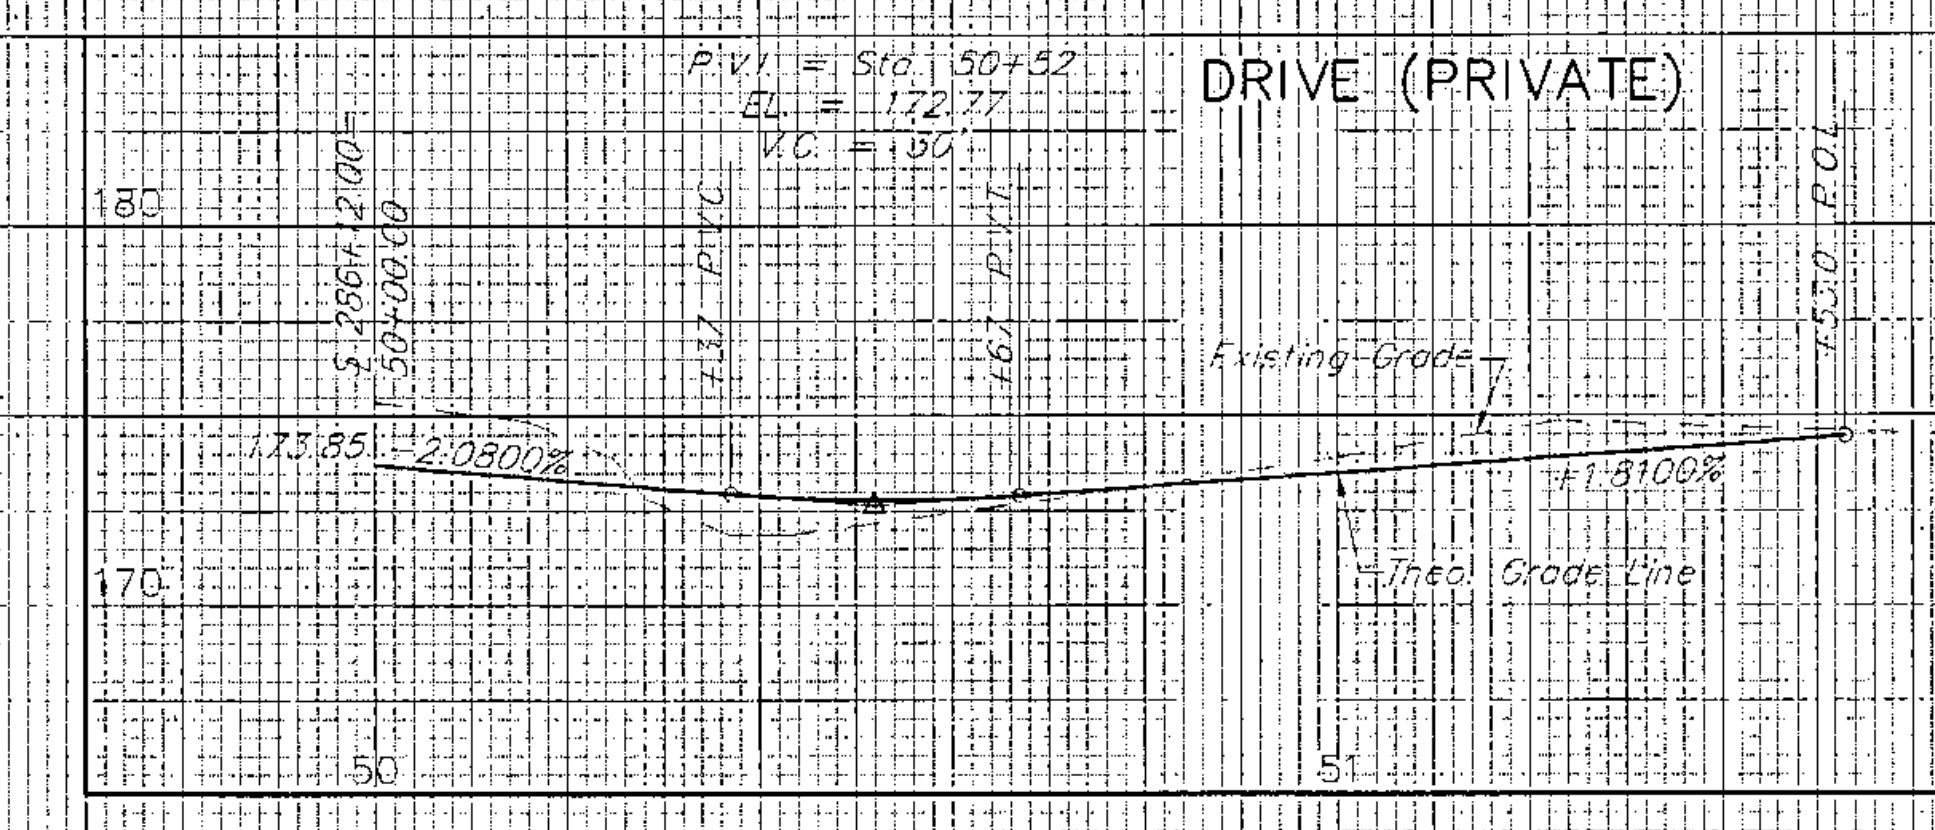 P.V.I. = Sta. 50+52
EL. = 172.77
V.C. = 30'
DRIVE (PRIVATE)
180
℄ 286+12.00=
50+00.00
+37 P.V.C.
+67 P.V.T.
+53.0 P.O.L.
Existing Grade
173.85
-2.0800%
+1.8100%
170
Theo. Grade Line
50
51